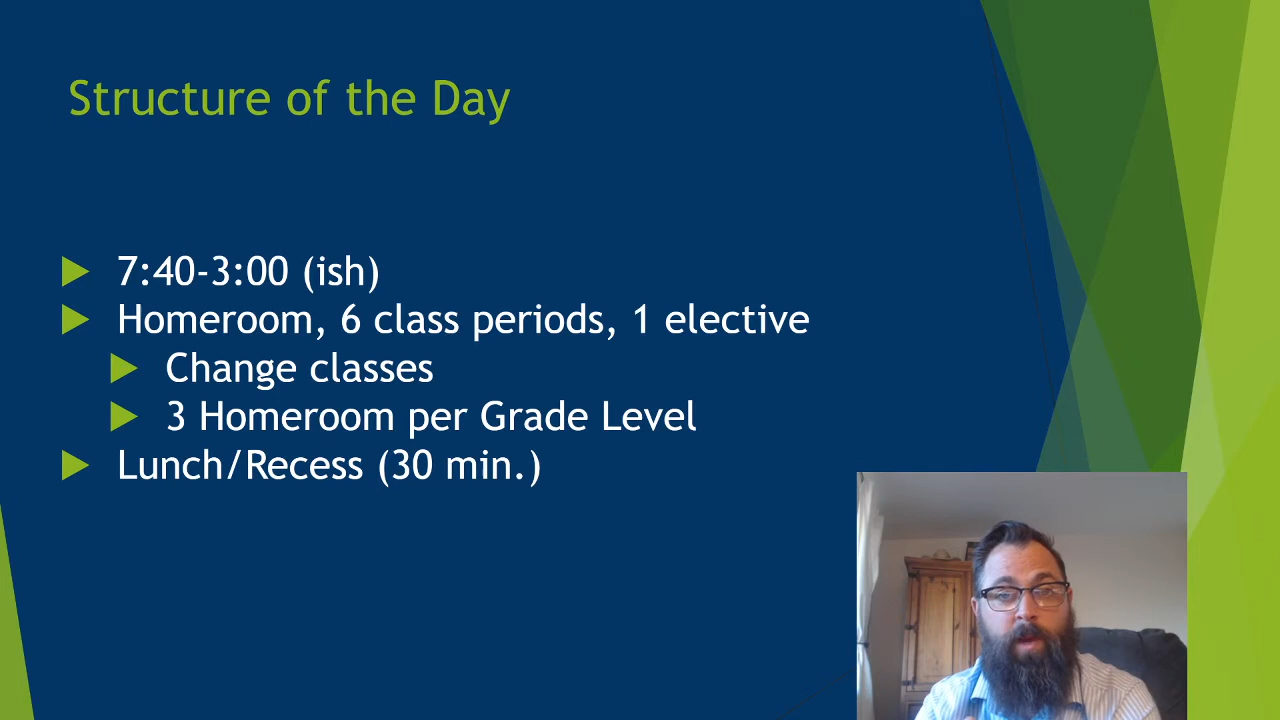 Structure of the Day
7:40-3:00 (ish)
Homeroom, 6 class periods, 1 elective
Change classes
3 Homeroom per Grade Level
Lunch/Recess (30 min.)